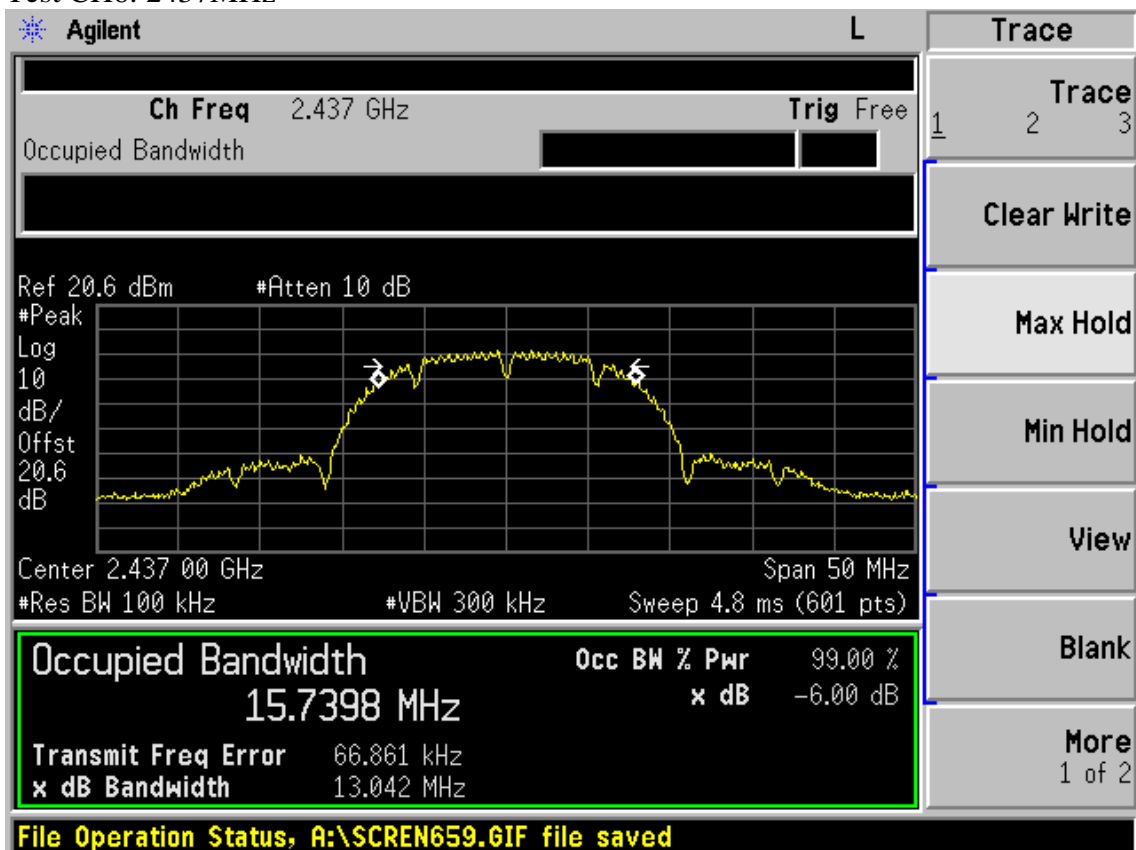 Test CH6: 2437MHz
Agilent L Trace
Ch Freq 2.437 GHz Trig Free
Occupied Bandwidth
Trace
1 2 3
Clear Write
Max Hold
Min Hold
View
Blank
More
1 of 2
Ref 20.6 dBm #Atten 10 dB
#Peak
Log
10
dB/
Offst
20.6
dB
Center 2.437 00 GHz Span 50 MHz
#Res BW 100 kHz #VBW 300 kHz Sweep 4.8 ms (601 pts)
Occupied Bandwidth Occ BW % Pwr 99.00 %
15.7398 MHz x dB -6.00 dB
Transmit Freq Error 66.861 kHz
x dB Bandwidth 13.042 MHz
File Operation Status, A:\SCREN659.GIF file saved